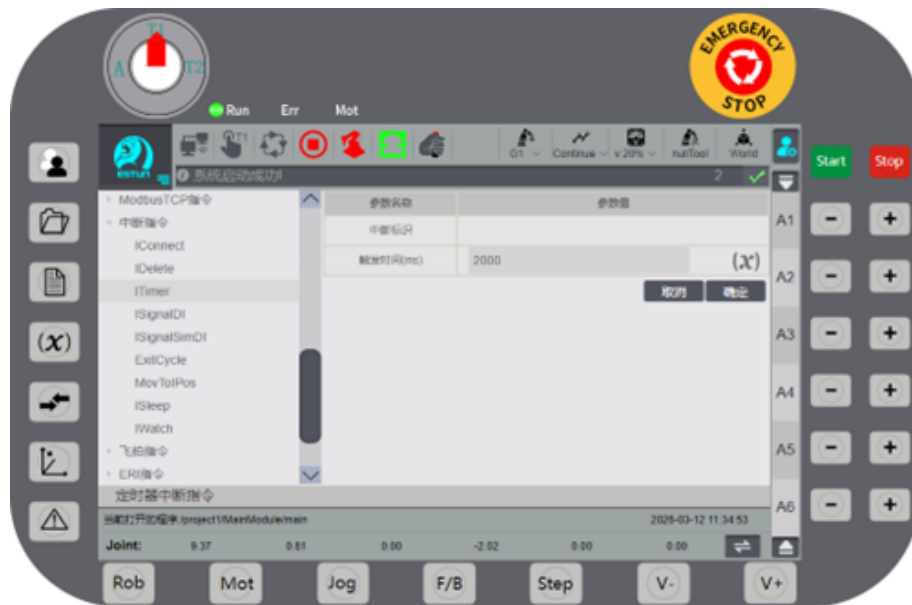 T1
A
T2
EMERGENCY
STOP
Run Err Mot
ESTUN
T1
G1 Continue v 20% nullTool World
系统启动成功! 2
Start Stop
ModbusTCP指令
中断指令
IConnect
IDelete
ITimer
ISignalDI
ISignalSimDI
ExitCycle
MovToIPos
ISleep
IWatch
飞拍指令
ERI指令
参数名称 参数值
中断标识
触发时间(ms) 2000 (x)
取消 确定
A1 - +
A2 - +
A3 - +
A4 - +
A5 - +
A6 - +
(x)
定时器中断指令
当前打开的程序:/project1/MainModule/main 2026-03-12 11:34:53
Joint: 9.37 0.81 0.00 -2.02 0.00 0.00
Rob Mot Jog F/B Step V- V+